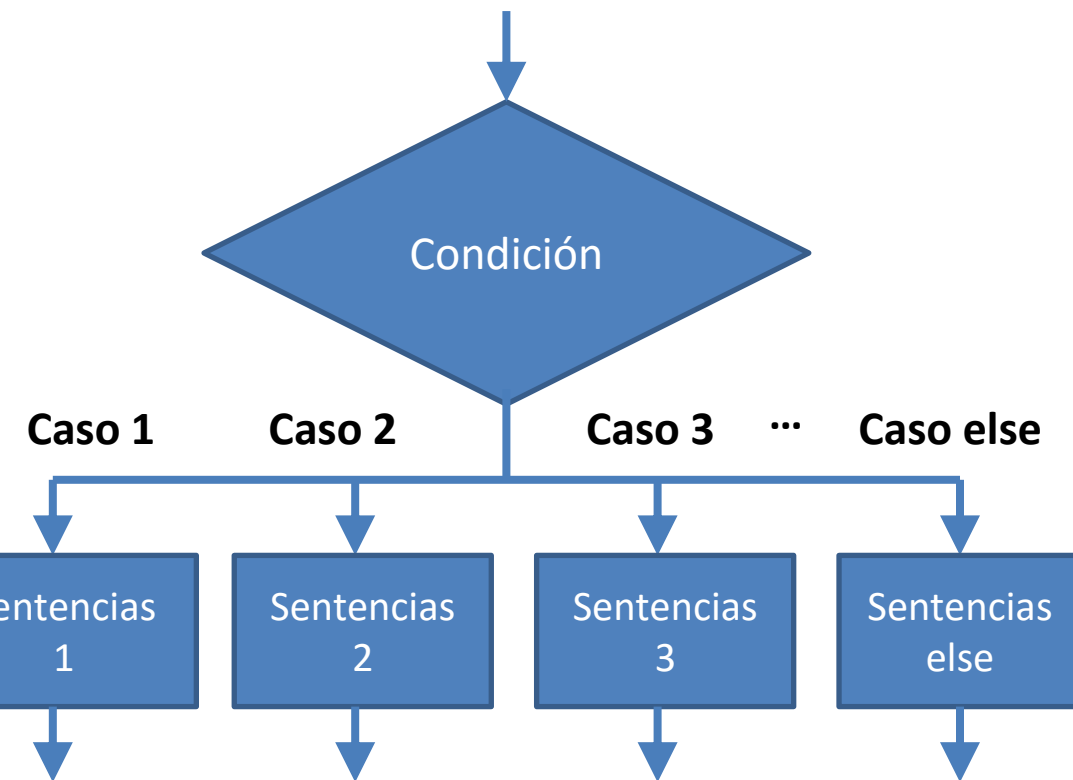 Condición
Caso 1 Caso 2 Caso 3 ... Caso else
entencias
1
Sentencias
2
Sentencias
3
Sentencias
else